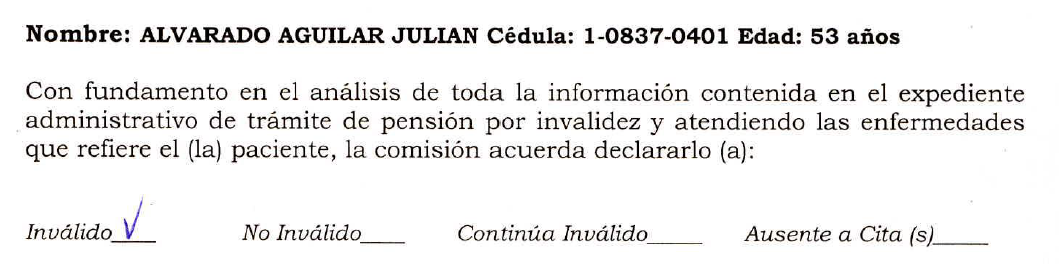 Nombre: ALVARADO AGUILAR JULIAN Cédula: 1-0837-0401 Edad: 53 años
Con fundamento en el análisis de toda la información contenida en el expediente
administrativo de trámite de pensión por invalidez y atendiendo las enfermedades
que refiere el (la) paciente, la comisión acuerda declararlo (a):
Inválido__√__ No Inválido____ Continúa Inválido_____ Ausente a Cita (s)_____